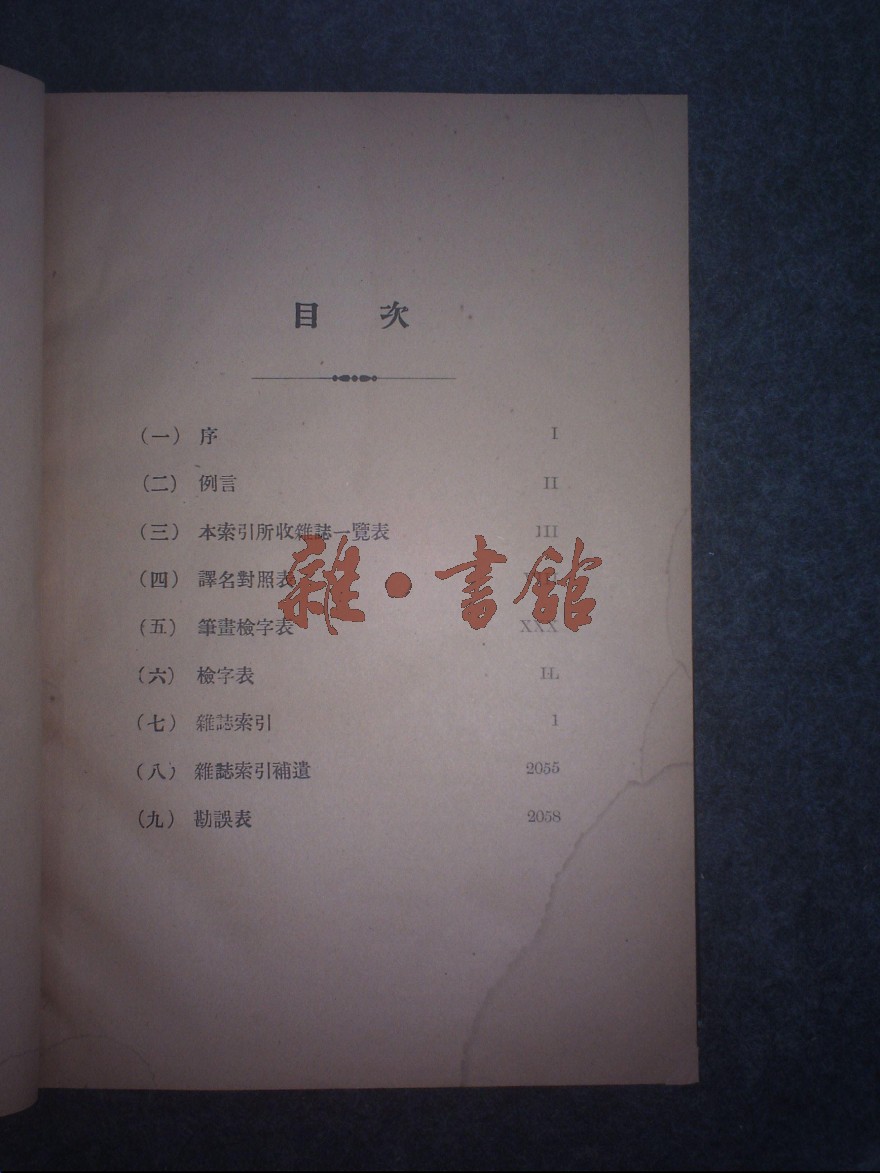 目 次
(一) 序 I
(二) 例言 II
(三) 本索引所收雜誌一覽表 III
(四) 譯名對照表
(五) 筆畫檢字表 XXX
(六) 檢字表 IL
(七) 雜誌索引 1
(八) 雜誌索引補遺 2055
(九) 勘誤表 2058
雜·書館